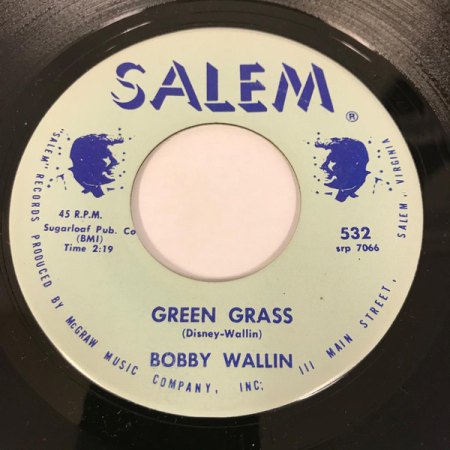 SALEM
®
45 R.P.M.
Sugarloaf Pub. Co
(BMI)
Time 2:19
532
srp 7066
GREEN GRASS
(Disney-Wallin)
BOBBY WALLIN
"SALEM" RECORDS PRODUCED BY McGRAW MUSIC COMPANY, INC. 111 MAIN STREET, SALEM, VIRGINIA